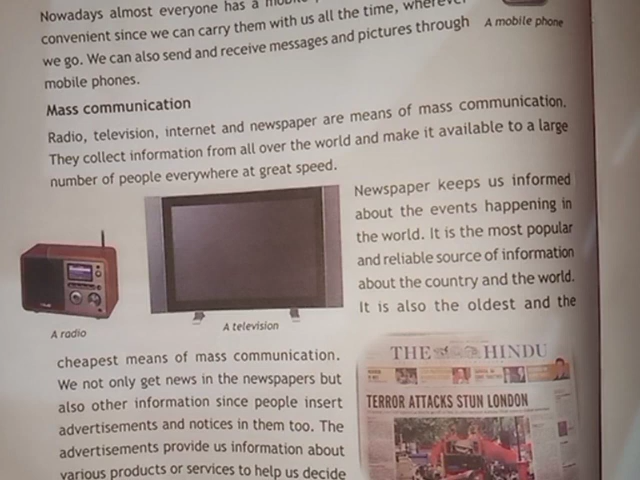 Nowadays almost everyone has a mobile
convenient since we can carry them with us all the time, wherever
we go. We can also send and receive messages and pictures through
mobile phones.
A mobile phone
Mass communication
Radio, television, internet and newspaper are means of mass communication.
They collect information from all over the world and make it available to a large
number of people everywhere at great speed.
Newspaper keeps us informed
about the events happening in
the world. It is the most popular
and reliable source of information
about the country and the world.
It is also the oldest and the
A radio
A television
cheapest means of mass communication.
We not only get news in the newspapers but
also other information since people insert
advertisements and notices in them too. The
advertisements provide us information about
various products or services to help us decide
THE HINDU
TERROR ATTACKS STUN LONDON